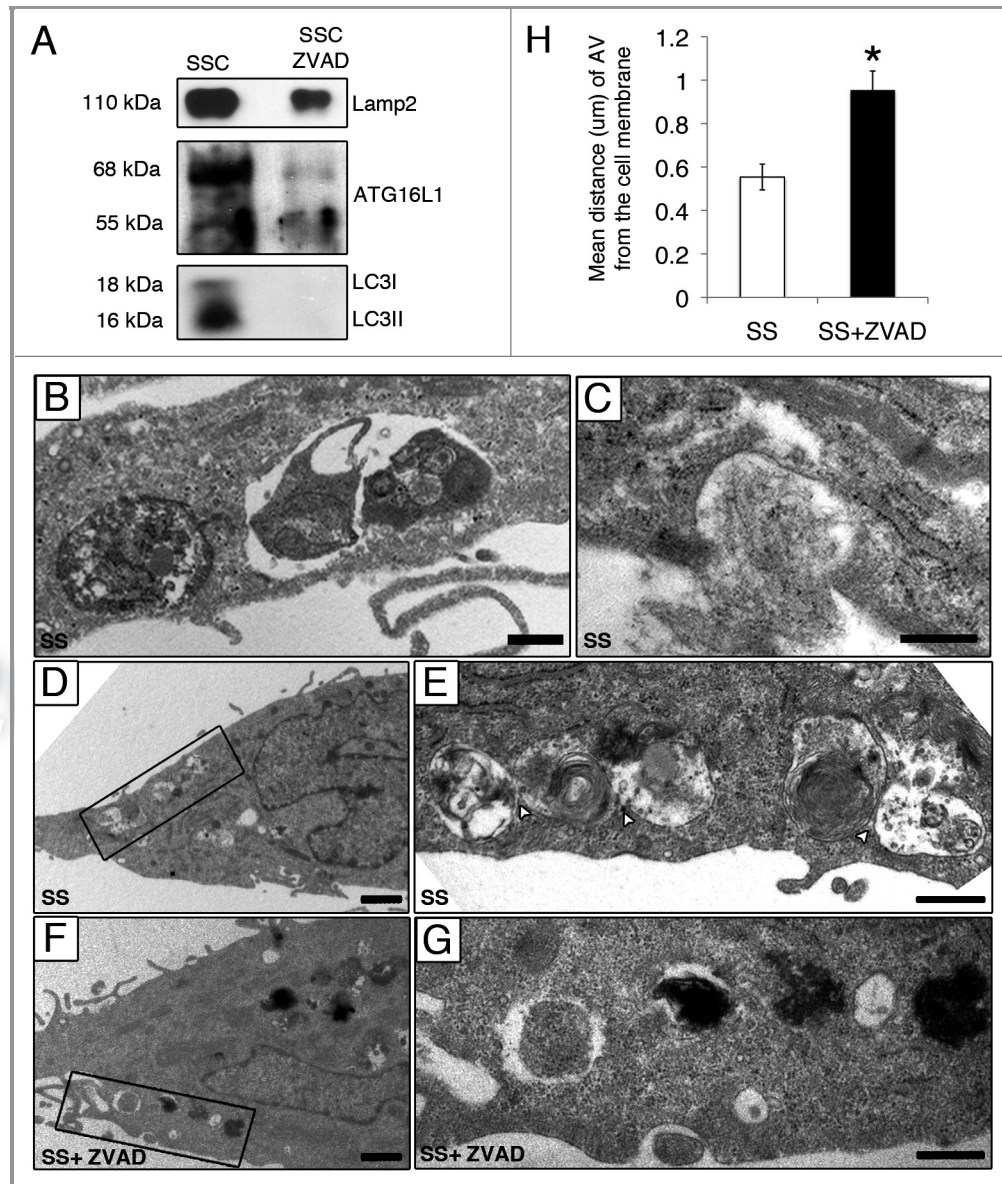 A
SSC
SSC
ZVAD
110 kDa
Lamp2
68 kDa
ATG16L1
55 kDa
18 kDa
LC3I
16 kDa
LC3II
H
Mean distance (um) of AV
from the cell membrane
1.2
1
0.8
0.6
0.4
0.2
0
*
SS
SS+ZVAD
B
SS
C
SS
D
SS
E
SS
F
SS+ ZVAD
G
SS+ ZVAD